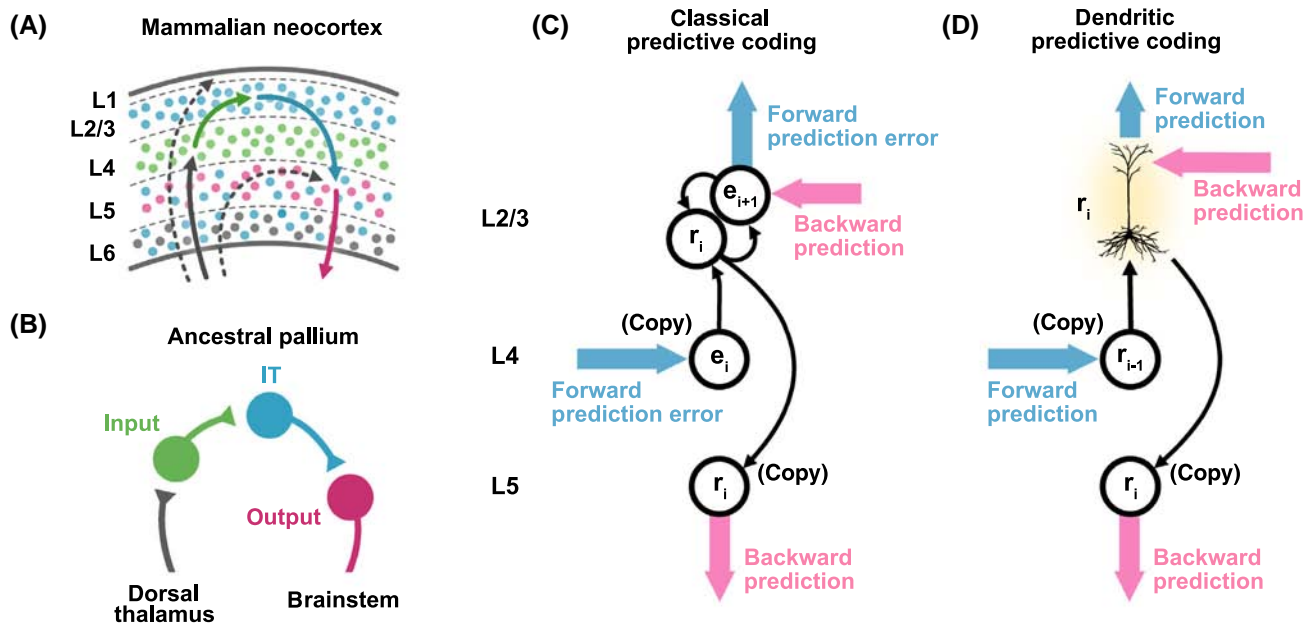 (A)
Mammalian neocortex
L1
L2/3
L4
L5
L6
(B)
Ancestral pallium
IT
Input
Output
Dorsal
thalamus
Brainstem
(C)
Classical
predictive coding
Forward
prediction error
e i+1
Backward
prediction
r i
L2/3
(Copy)
L4
e i
Forward
prediction error
L5
r i
(Copy)
Backward
prediction
(D)
Dendritic
predictive coding
Forward
prediction
Backward
prediction
r i
(Copy)
r i-1
Forward
prediction
(Copy)
r i
Backward
prediction